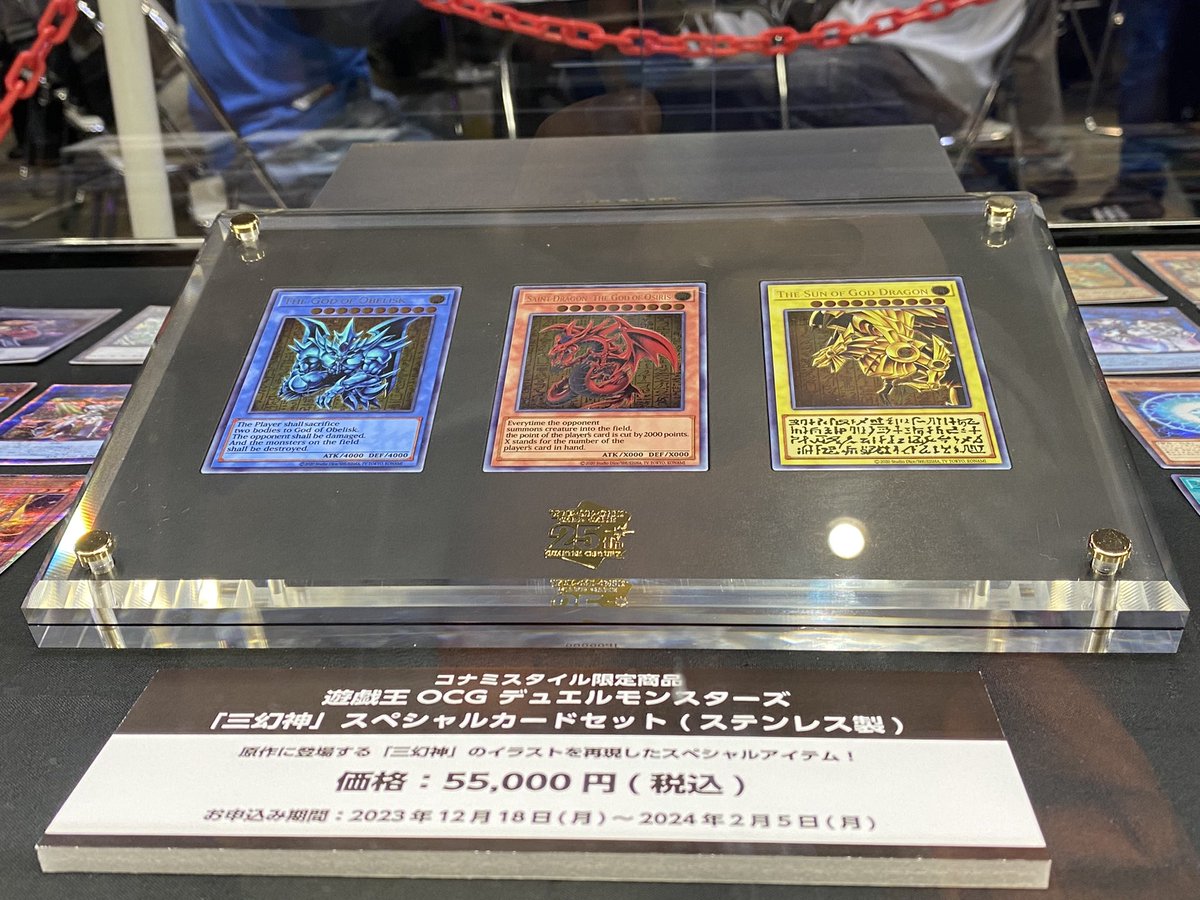 THE GOD OF OBELISK
The Player shall sacrifice
two bodies to God of Obelisk.
The opponent shall be damaged.
And the monsters on the field
shall be destroyed.
ATK/4000 DEF/4000
SAINT DRAGON-THE GOD OF OSIRIS
Everytime the opponent
summons creature into the field,
the point of the player's card is cut by 2000 points.
X stands for the number of the
player's card in hand.
ATK/X000 DEF/X000
THE SUN OF GOD DRAGON
25th
コナミスタイル限定商品
遊戯王 OCG デュエルモンスターズ
「三幻神」スペシャルカードセット(ステンレス製)
原作に登場する「三幻神」のイラストを再現したスペシャルアイテム!
価格:55,000円(税込)
お申込み期間:2023年12月18日(月)~2024年2月5日(月)